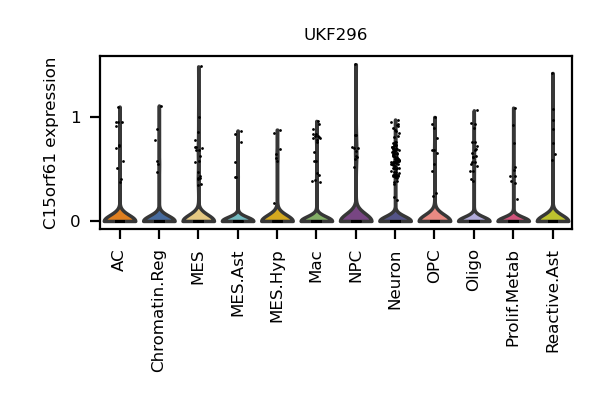 UKF296
C15orf61 expression
1
0
AC
Chromatin.Reg
MES
MES.Ast
MES.Hyp
Mac
NPC
Neuron
OPC
Oligo
Prolif.Metab
Reactive.Ast